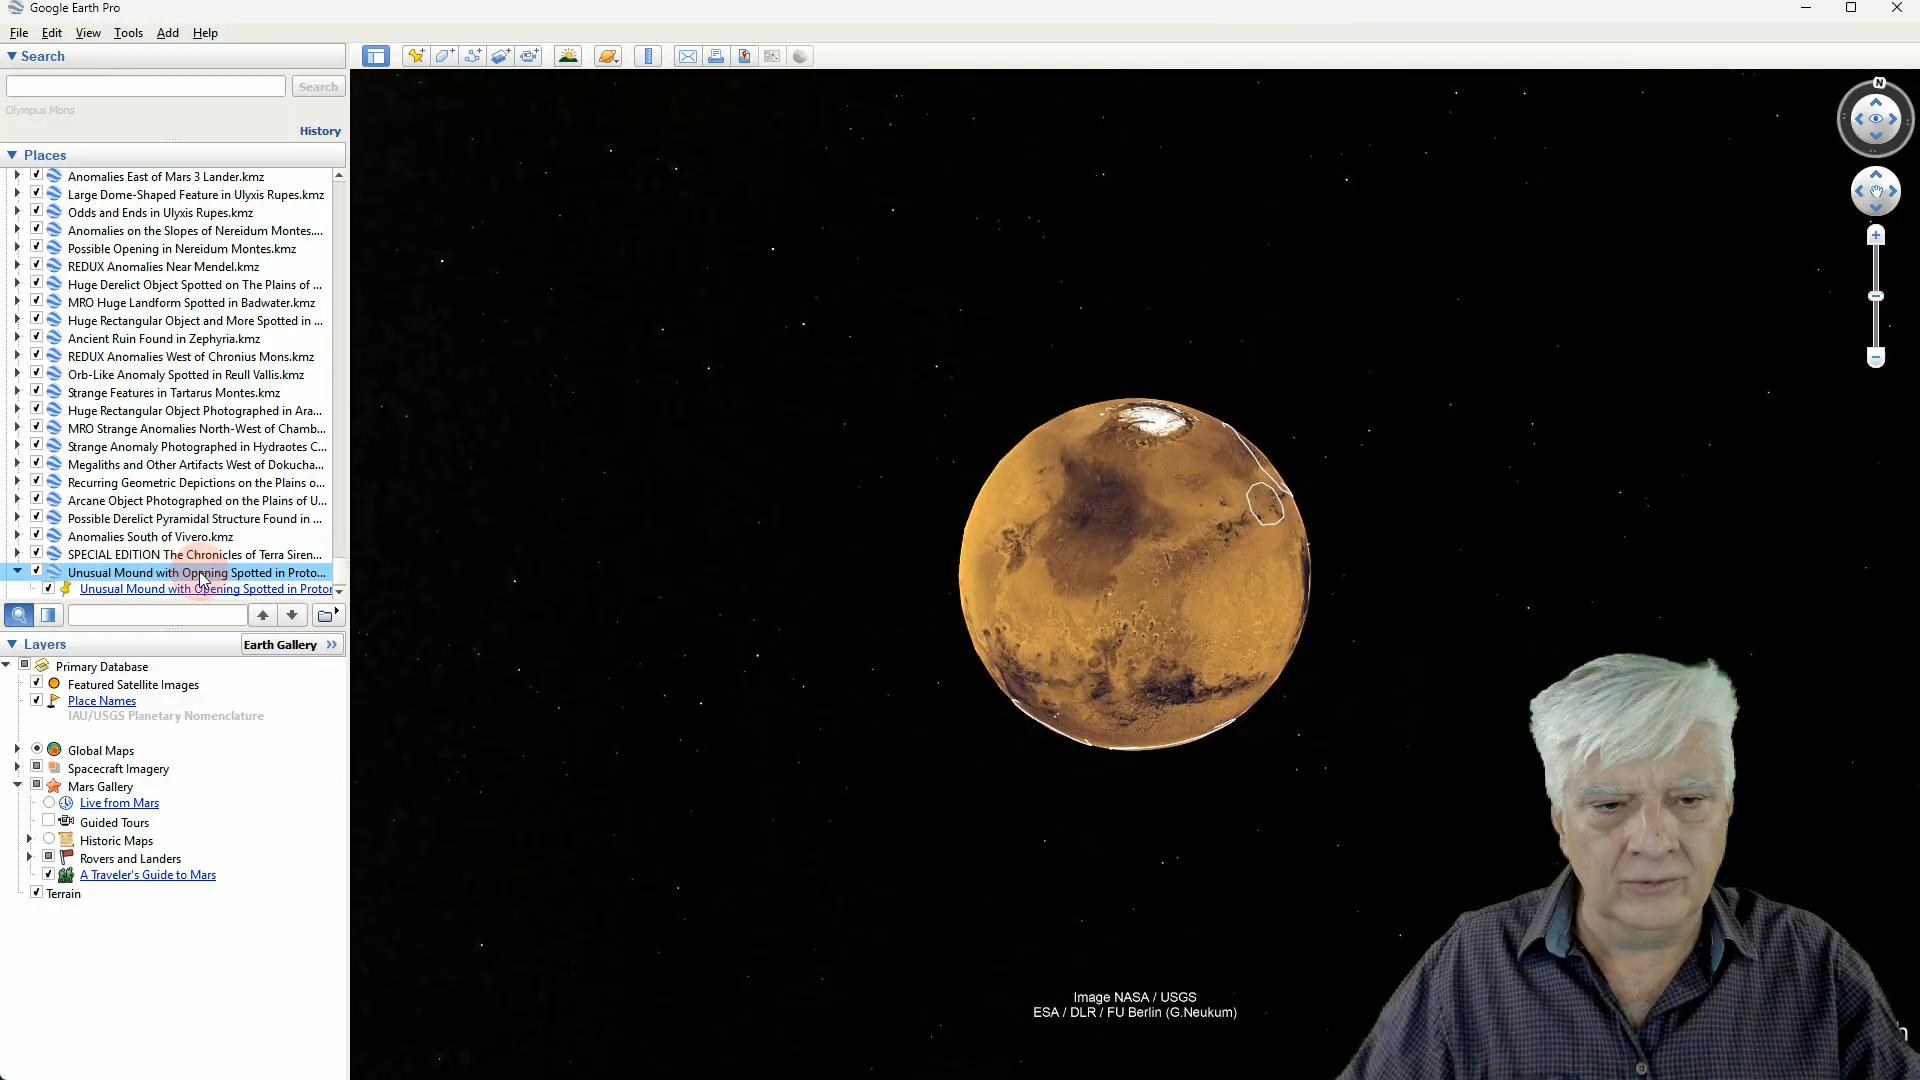 Google Earth Pro
File Edit View Tools Add Help
Search
Search
Olympus Mons
History
Places
Anomalies East of Mars 3 Lander.kmz
Large Dome-Shaped Feature in Ulyxis Rupes.kmz
Odds and Ends in Ulyxis Rupes.kmz
Anomalies on the Slopes of Nereidum Montes....
Possible Opening in Nereidum Montes.kmz
REDUX Anomalies Near Mendel.kmz
Huge Derelict Object Spotted on The Plains of ...
MRO Huge Landform Spotted in Badwater.kmz
Huge Rectangular Object and More Spotted in ...
Ancient Ruin Found in Zephyria.kmz
REDUX Anomalies West of Chronius Mons.kmz
Orb-Like Anomaly Spotted in Reull Vallis.kmz
Strange Features in Tartarus Montes.kmz
Huge Rectangular Object Photographed in Ara...
MRO Strange Anomalies North-West of Chamb...
Strange Anomaly Photographed in Hydraotes C...
Megaliths and Other Artifacts West of Dokucha...
Recurring Geometric Depictions on the Plains o...
Arcane Object Photographed on the Plains of U...
Possible Derelict Pyramidal Structure Found in ...
Anomalies South of Vivero.kmz
SPECIAL EDITION The Chronicles of Terra Siren...
Unusual Mound with Opening Spotted in Proto...
Unusual Mound with Opening Spotted in Proton
Layers
Earth Gallery »
Primary Database
Featured Satellite Images
Place Names
IAU/USGS Planetary Nomenclature
Global Maps
Spacecraft Imagery
Mars Gallery
Live from Mars
Guided Tours
Historic Maps
Rovers and Landers
A Traveler's Guide to Mars
Terrain
N
Image NASA / USGS
ESA / DLR / FU Berlin (G.Neukum)